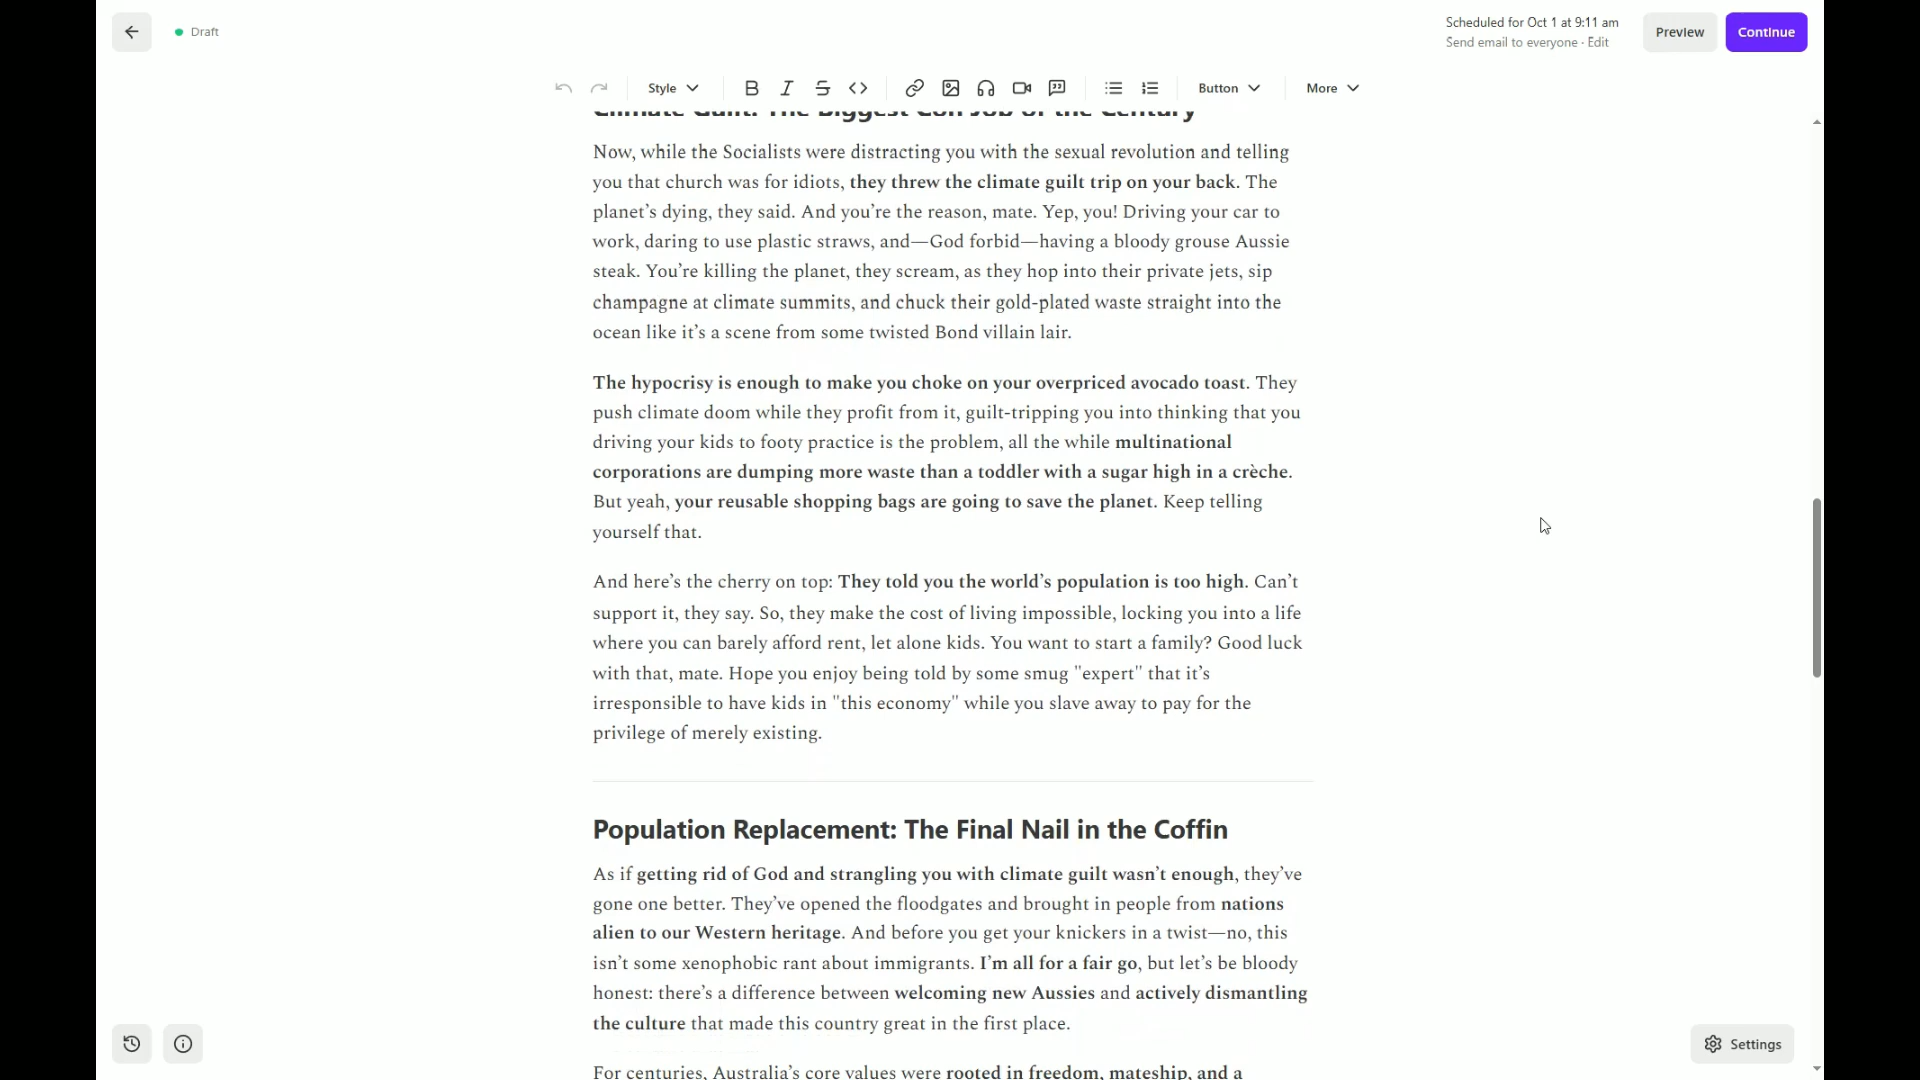 Draft
Scheduled for Oct 1 at 9:11 am
Send email to everyone · Edit
Preview
Continue
Style
Button
More
Climate Guilt: The Biggest Con Job of the Century
Now, while the Socialists were distracting you with the sexual revolution and telling
you that church was for idiots, they threw the climate guilt trip on your back. The
planet’s dying, they said. And you’re the reason, mate. Yep, you! Driving your car to
work, daring to use plastic straws, and—God forbid—having a bloody grouse Aussie
steak. You’re killing the planet, they scream, as they hop into their private jets, sip
champagne at climate summits, and chuck their gold-plated waste straight into the
ocean like it’s a scene from some twisted Bond villain lair.
The hypocrisy is enough to make you choke on your overpriced avocado toast. They
push climate doom while they profit from it, guilt-tripping you into thinking that you
driving your kids to footy practice is the problem, all the while multinational
corporations are dumping more waste than a toddler with a sugar high in a crèche.
But yeah, your reusable shopping bags are going to save the planet. Keep telling
yourself that.
And here’s the cherry on top: They told you the world’s population is too high. Can’t
support it, they say. So, they make the cost of living impossible, locking you into a life
where you can barely afford rent, let alone kids. You want to start a family? Good luck
with that, mate. Hope you enjoy being told by some smug "expert" that it’s
irresponsible to have kids in "this economy" while you slave away to pay for the
privilege of merely existing.
Population Replacement: The Final Nail in the Coffin
As if getting rid of God and strangling you with climate guilt wasn’t enough, they’ve
gone one better. They’ve opened the floodgates and brought in people from nations
alien to our Western heritage. And before you get your knickers in a twist—no, this
isn’t some xenophobic rant about immigrants. I’m all for a fair go, but let’s be bloody
honest: there’s a difference between welcoming new Aussies and actively dismantling
the culture that made this country great in the first place.
For centuries, Australia’s core values were rooted in freedom, mateship, and a
Settings